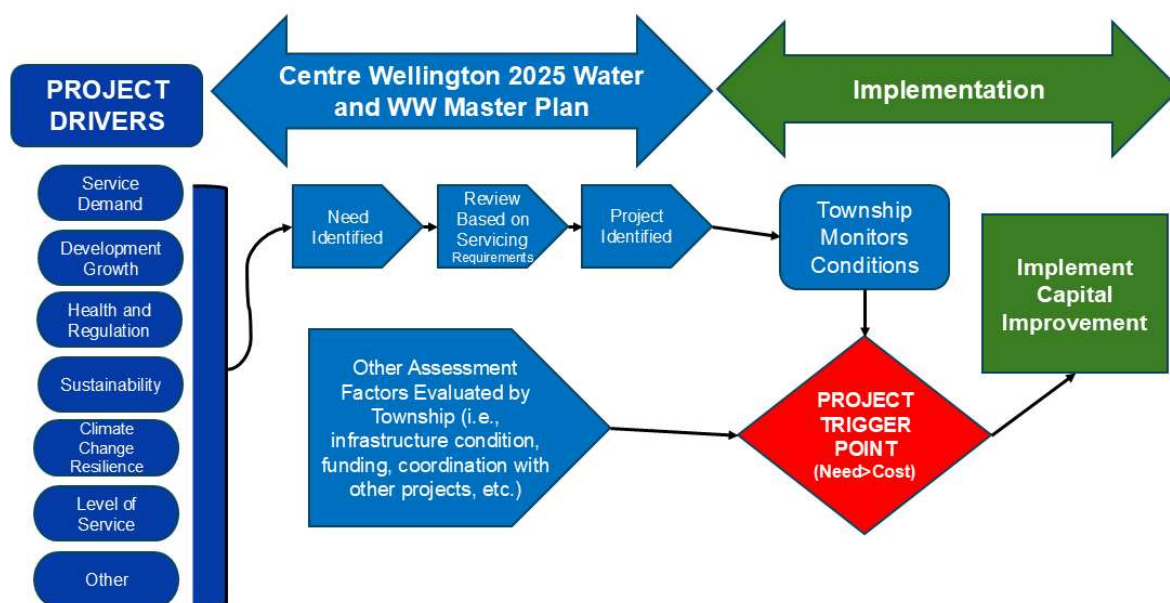 PROJECT
DRIVERS
Centre Wellington 2025 Water
and WW Master Plan
Implementation
Service
Demand
Development
Growth
Health and
Regulation
Sustainability
Climate
Change
Resilience
Level of
Service
Other
Need
Identified
Review
Based on
Servicing
Requirements
Project
Identified
Township
Monitors
Conditions
Implement
Capital
Improvement
Other Assessment
Factors Evaluated by
Township (i.e.,
infrastructure condition,
funding, coordination with
other projects, etc.)
PROJECT
TRIGGER
POINT
(Need>Cost)